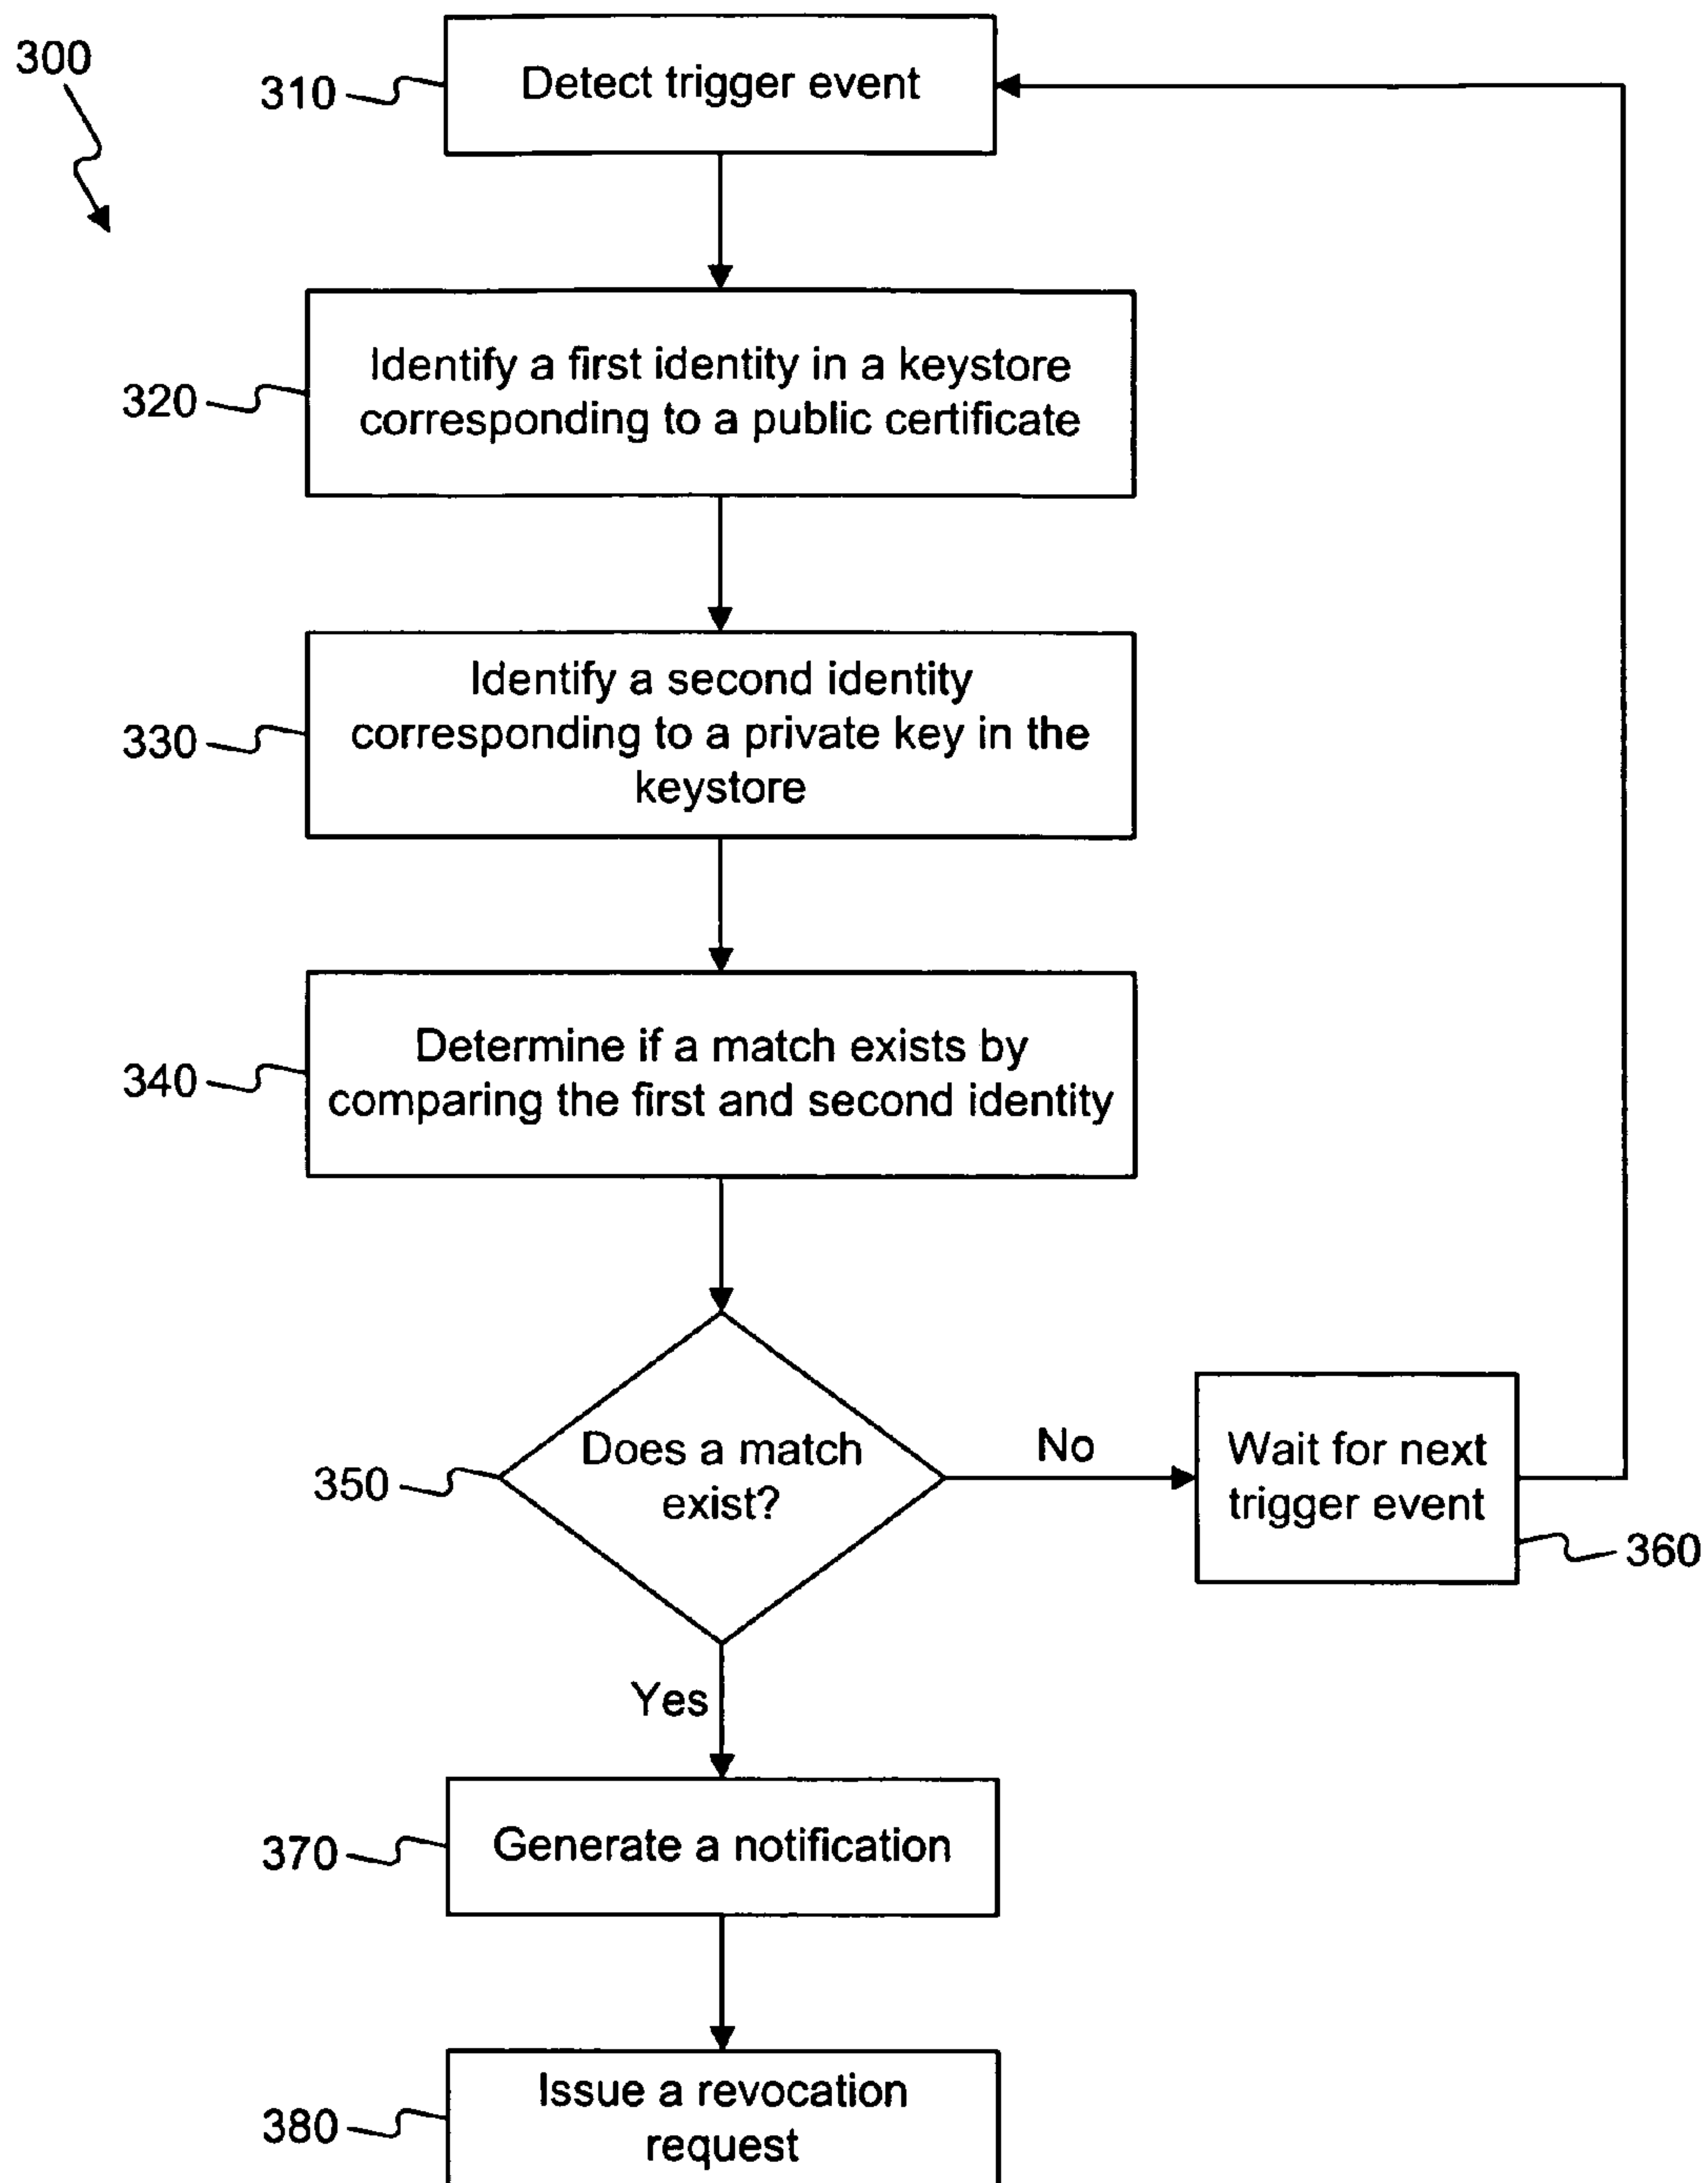 300
310
Detect trigger event
320
Identify a first identity in a keystore
corresponding to a public certificate
330
Identify a second identity
corresponding to a private key in the
keystore
340
Determine if a match exists by
comparing the first and second identity
350
Does a match
exist?
No
Wait for next
trigger event
360
Yes
370
Generate a notification
380
Issue a revocation
request